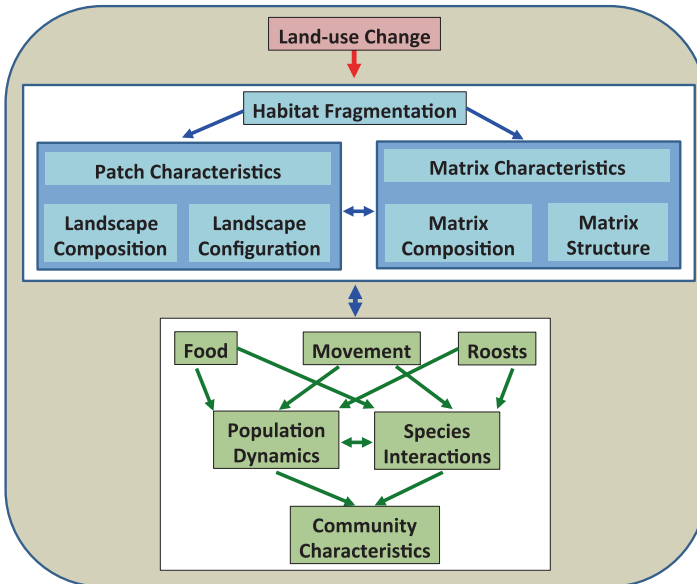 Land-use Change
Habitat Fragmentation
Patch Characteristics
Matrix Characteristics
Landscape
Composition
Landscape
Configuration
Matrix
Composition
Matrix
Structure
Food
Movement
Roosts
Population
Dynamics
Species
Interactions
Community
Characteristics